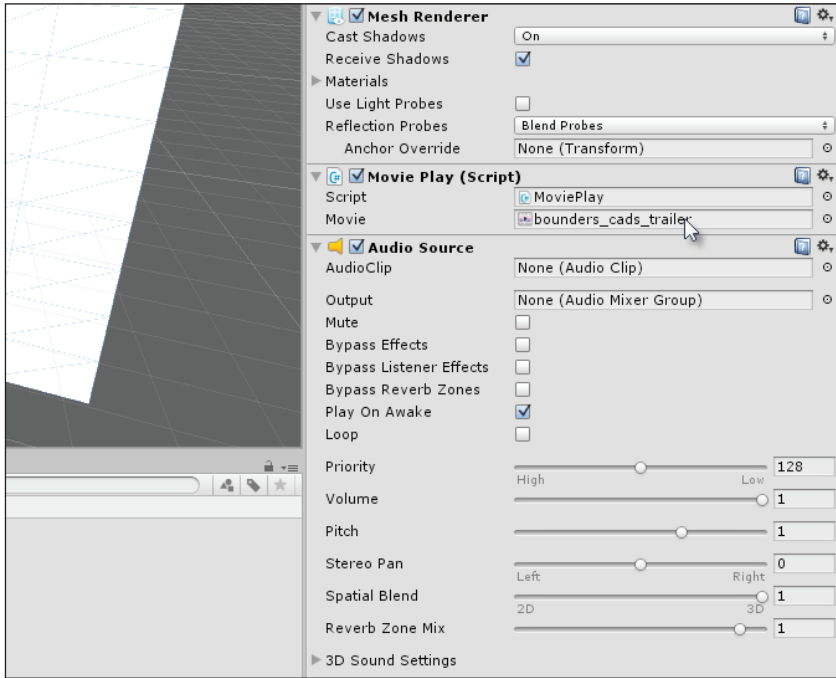 Mesh Renderer
Cast Shadows On
Receive Shadows
Materials
Use Light Probes
Reflection Probes Blend Probes
Anchor Override None (Transform)
Movie Play (Script)
Script MoviePlay
Movie bounders_cads_trailer
Audio Source
AudioClip None (Audio Clip)
Output None (Audio Mixer Group)
Mute
Bypass Effects
Bypass Listener Effects
Bypass Reverb Zones
Play On Awake
Loop
Priority 128
High Low
Volume 1
Pitch 1
Stereo Pan 0
Left Right
Spatial Blend 1
2D 3D
Reverb Zone Mix 1
3D Sound Settings